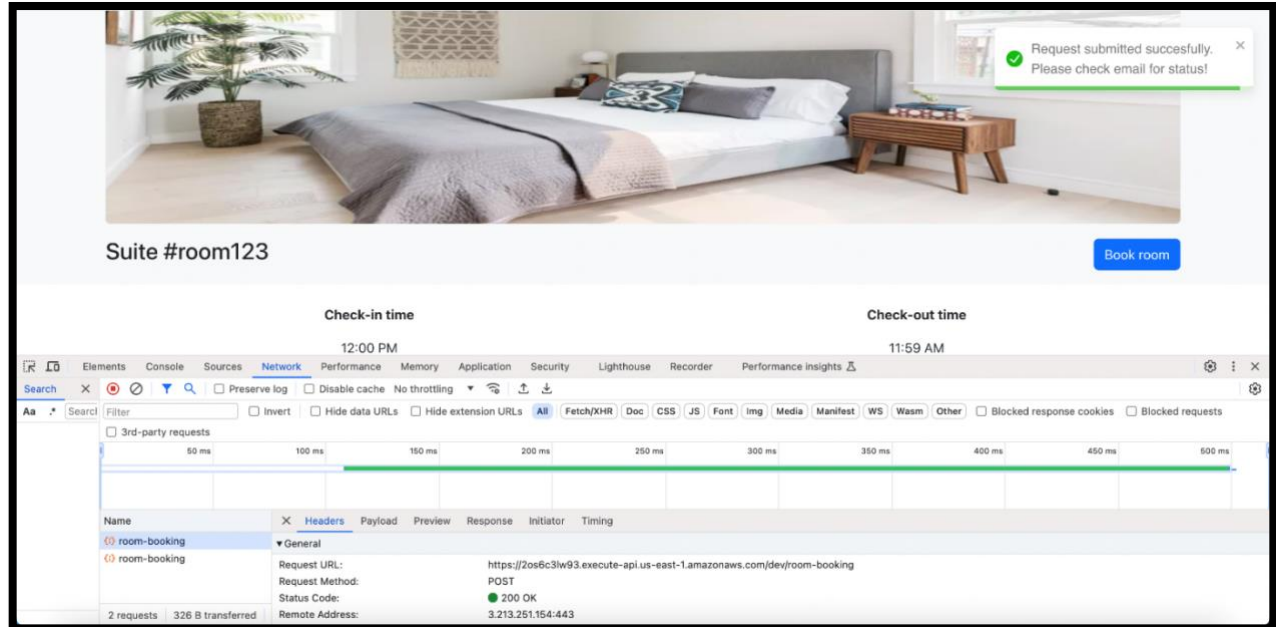 Request submitted succesfully.
Please check email for status!
Suite #room123
Book room
Check-in time
Check-out time
12:00 PM
11:59 AM
Elements Console Sources Network Performance Memory Application Security Lighthouse Recorder Performance insights
Search Preserve log Disable cache No throttling
Aa .* Search Filter Invert Hide data URLs Hide extension URLs All Fetch/XHR Doc CSS JS Font Img Media Manifest WS Wasm Other Blocked response cookies Blocked requests
3rd-party requests
50 ms 100 ms 150 ms 200 ms 250 ms 300 ms 350 ms 400 ms 450 ms 500 ms
Name Headers Payload Preview Response Initiator Timing
room-booking General
room-booking Request URL: https://2os6c3lw93.execute-api.us-east-1.amazonaws.com/dev/room-booking
Request Method: POST
Status Code: 200 OK
2 requests 326 B transferred Remote Address: 3.213.251.154:443